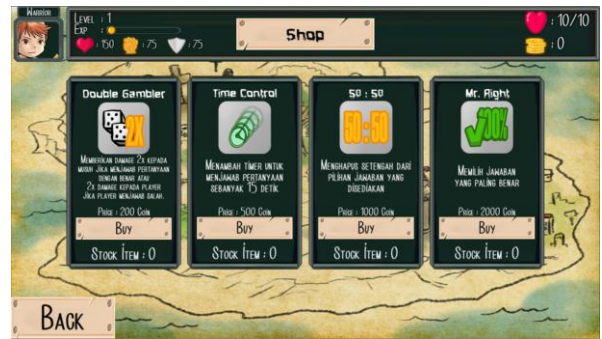 Warrior
Level : 1
Exp :
: 150 : 75 : 75
Shop
: 10/10
: 0
Double Gambler
2X
Memberikan damage 2x kepada
musuh jika menjawab pertanyaan
dengan benar atau
2x damage kepada player
jika player menjawab salah.
Price : 200 Coin
Buy
Stock Item : 0
Time Control
Menambah timer untuk
menjawab pertanyaan
sebanyak 15 detik
Price : 500 Coin
Buy
Stock Item : 0
50 : 50
50:50
Menghapus setengah dari
pilihan jawaban yang
disediakan
Price : 1000 Coin
Buy
Stock Item : 0
Mr. Right
100%
Memilih jawaban
yang paling benar
Price : 2000 Coin
Buy
Stock Item : 0
Back